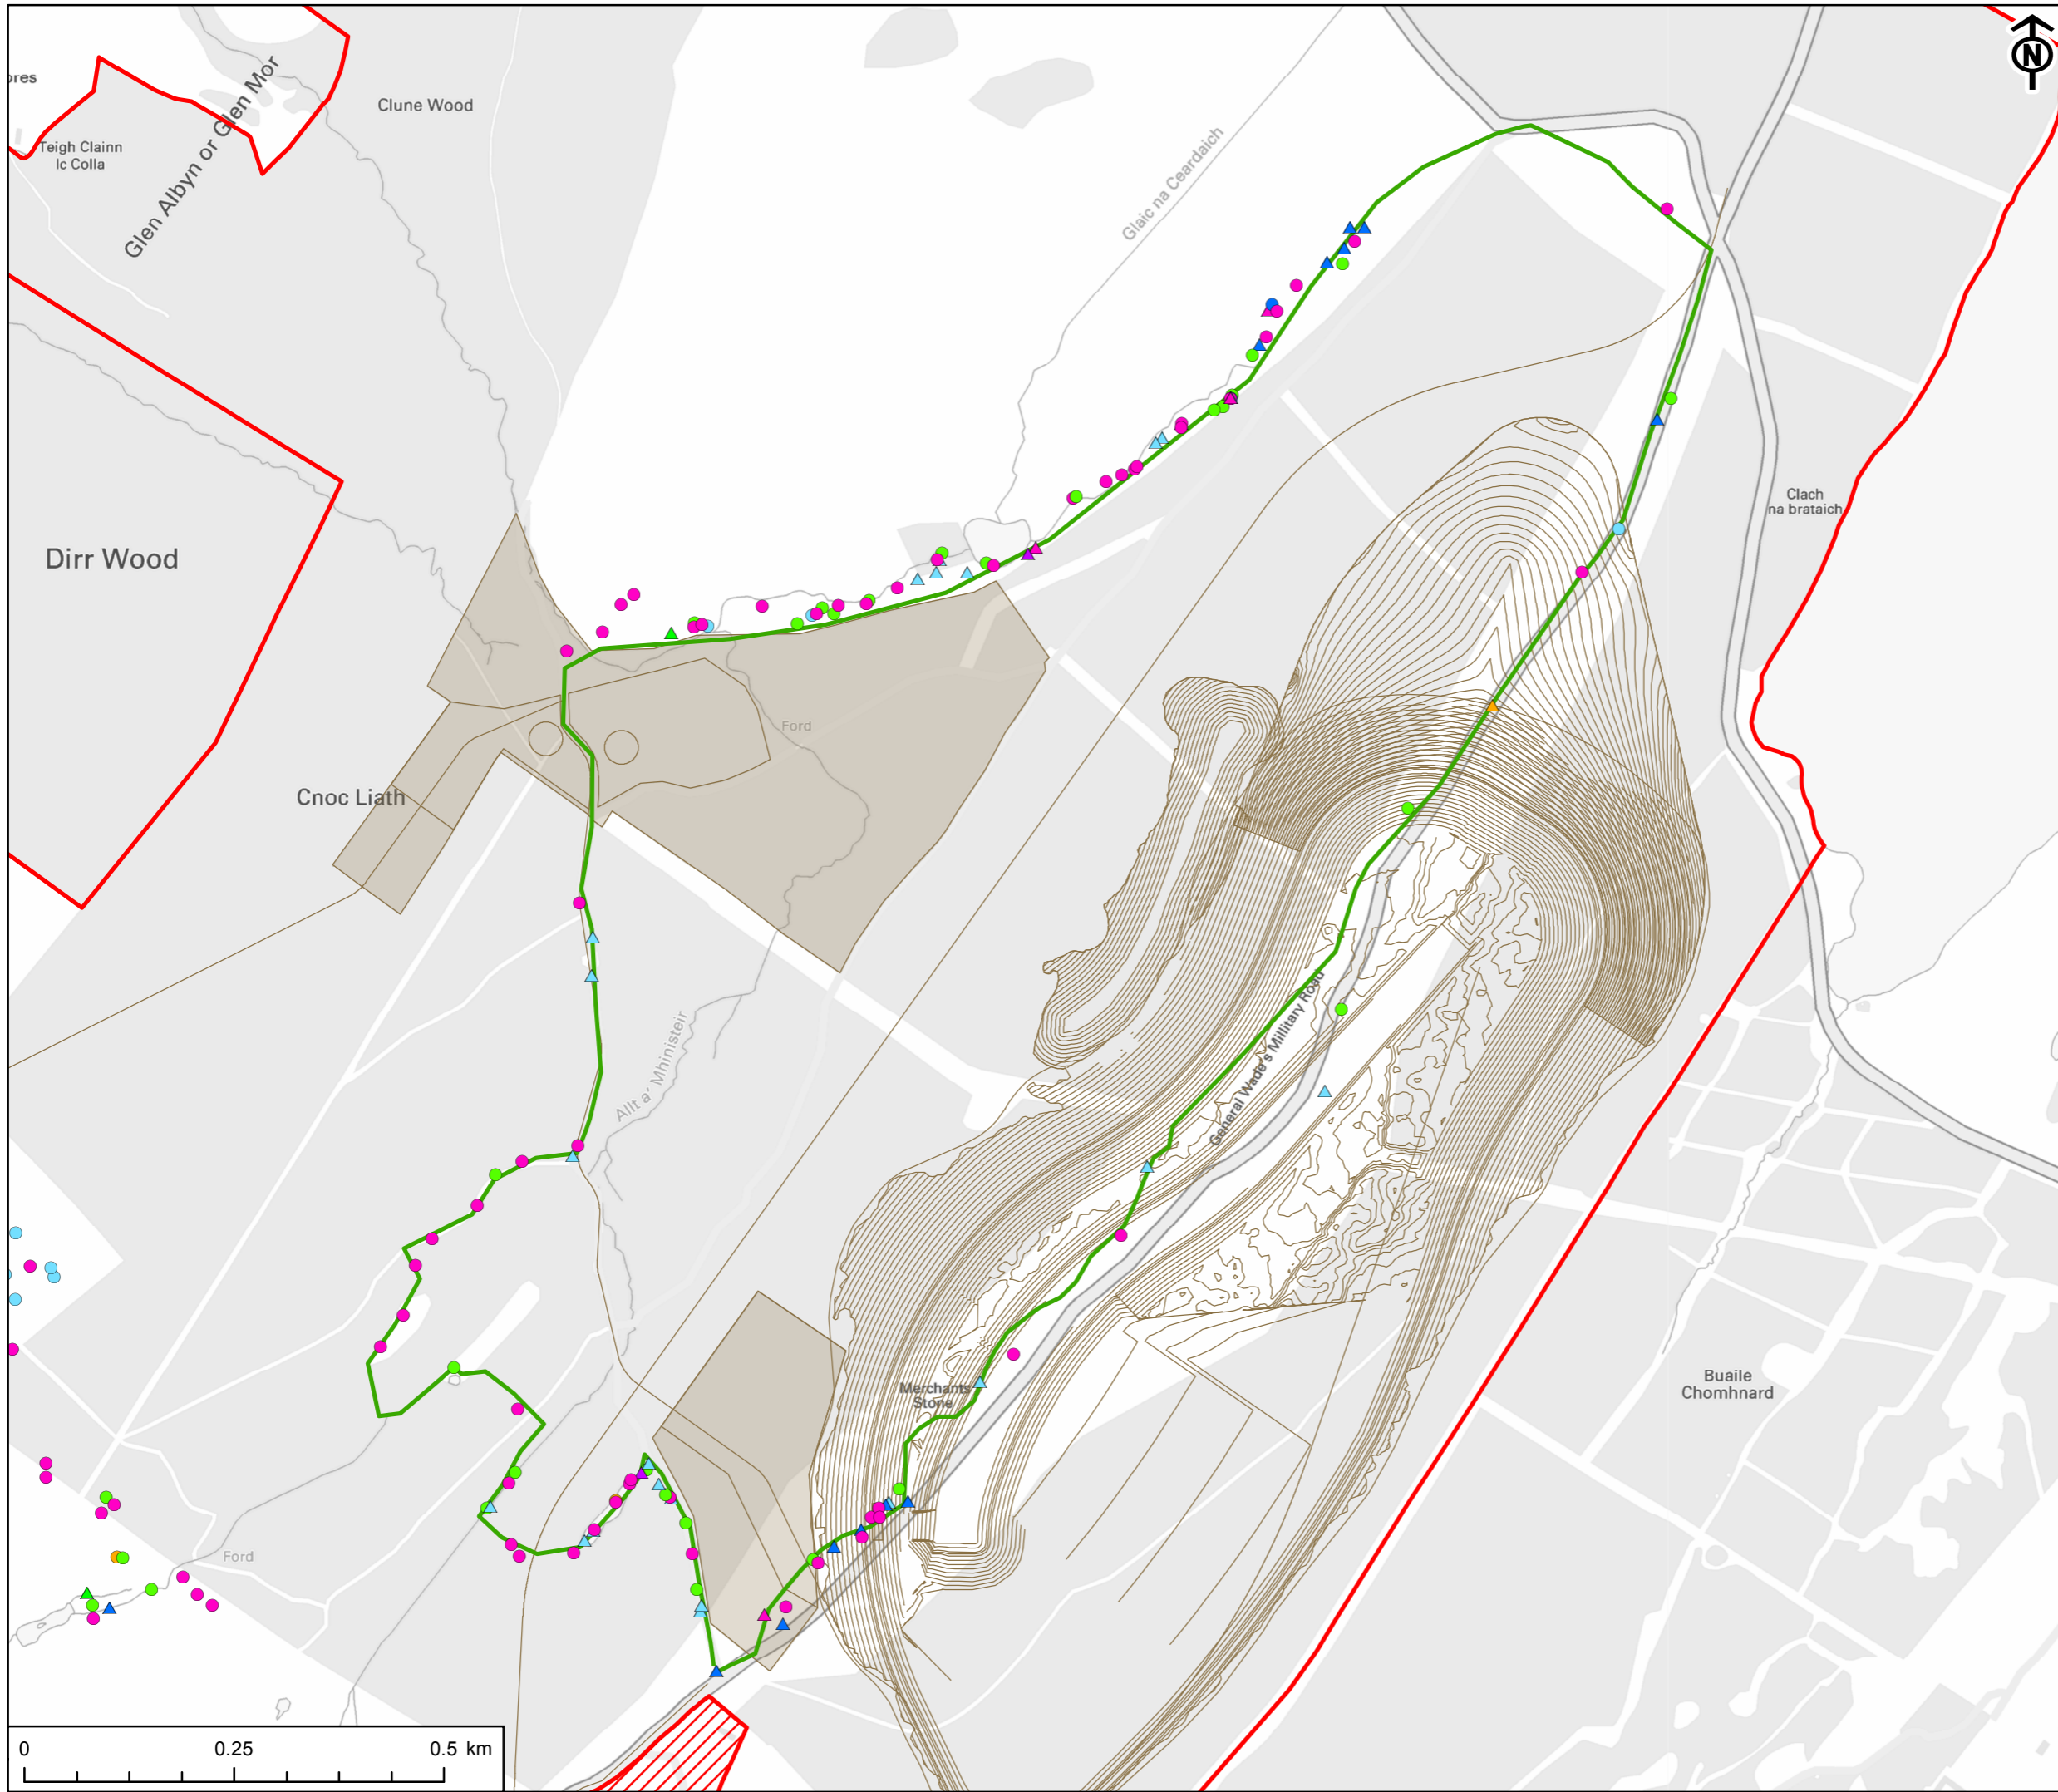 N
ores
Clune Wood
Glen Albyn or Glen Mor
Teigh Clainn
Ic Colla
Glaic na Ceardaich
Clach
na brataich
Dirr Wood
Ford
Cnoc Liath
Allt a' Mhinisteir
General Wade's Military Road
Merchants
Stone
Buaile
Chomhnard
Ford
0 0.25 0.5 km